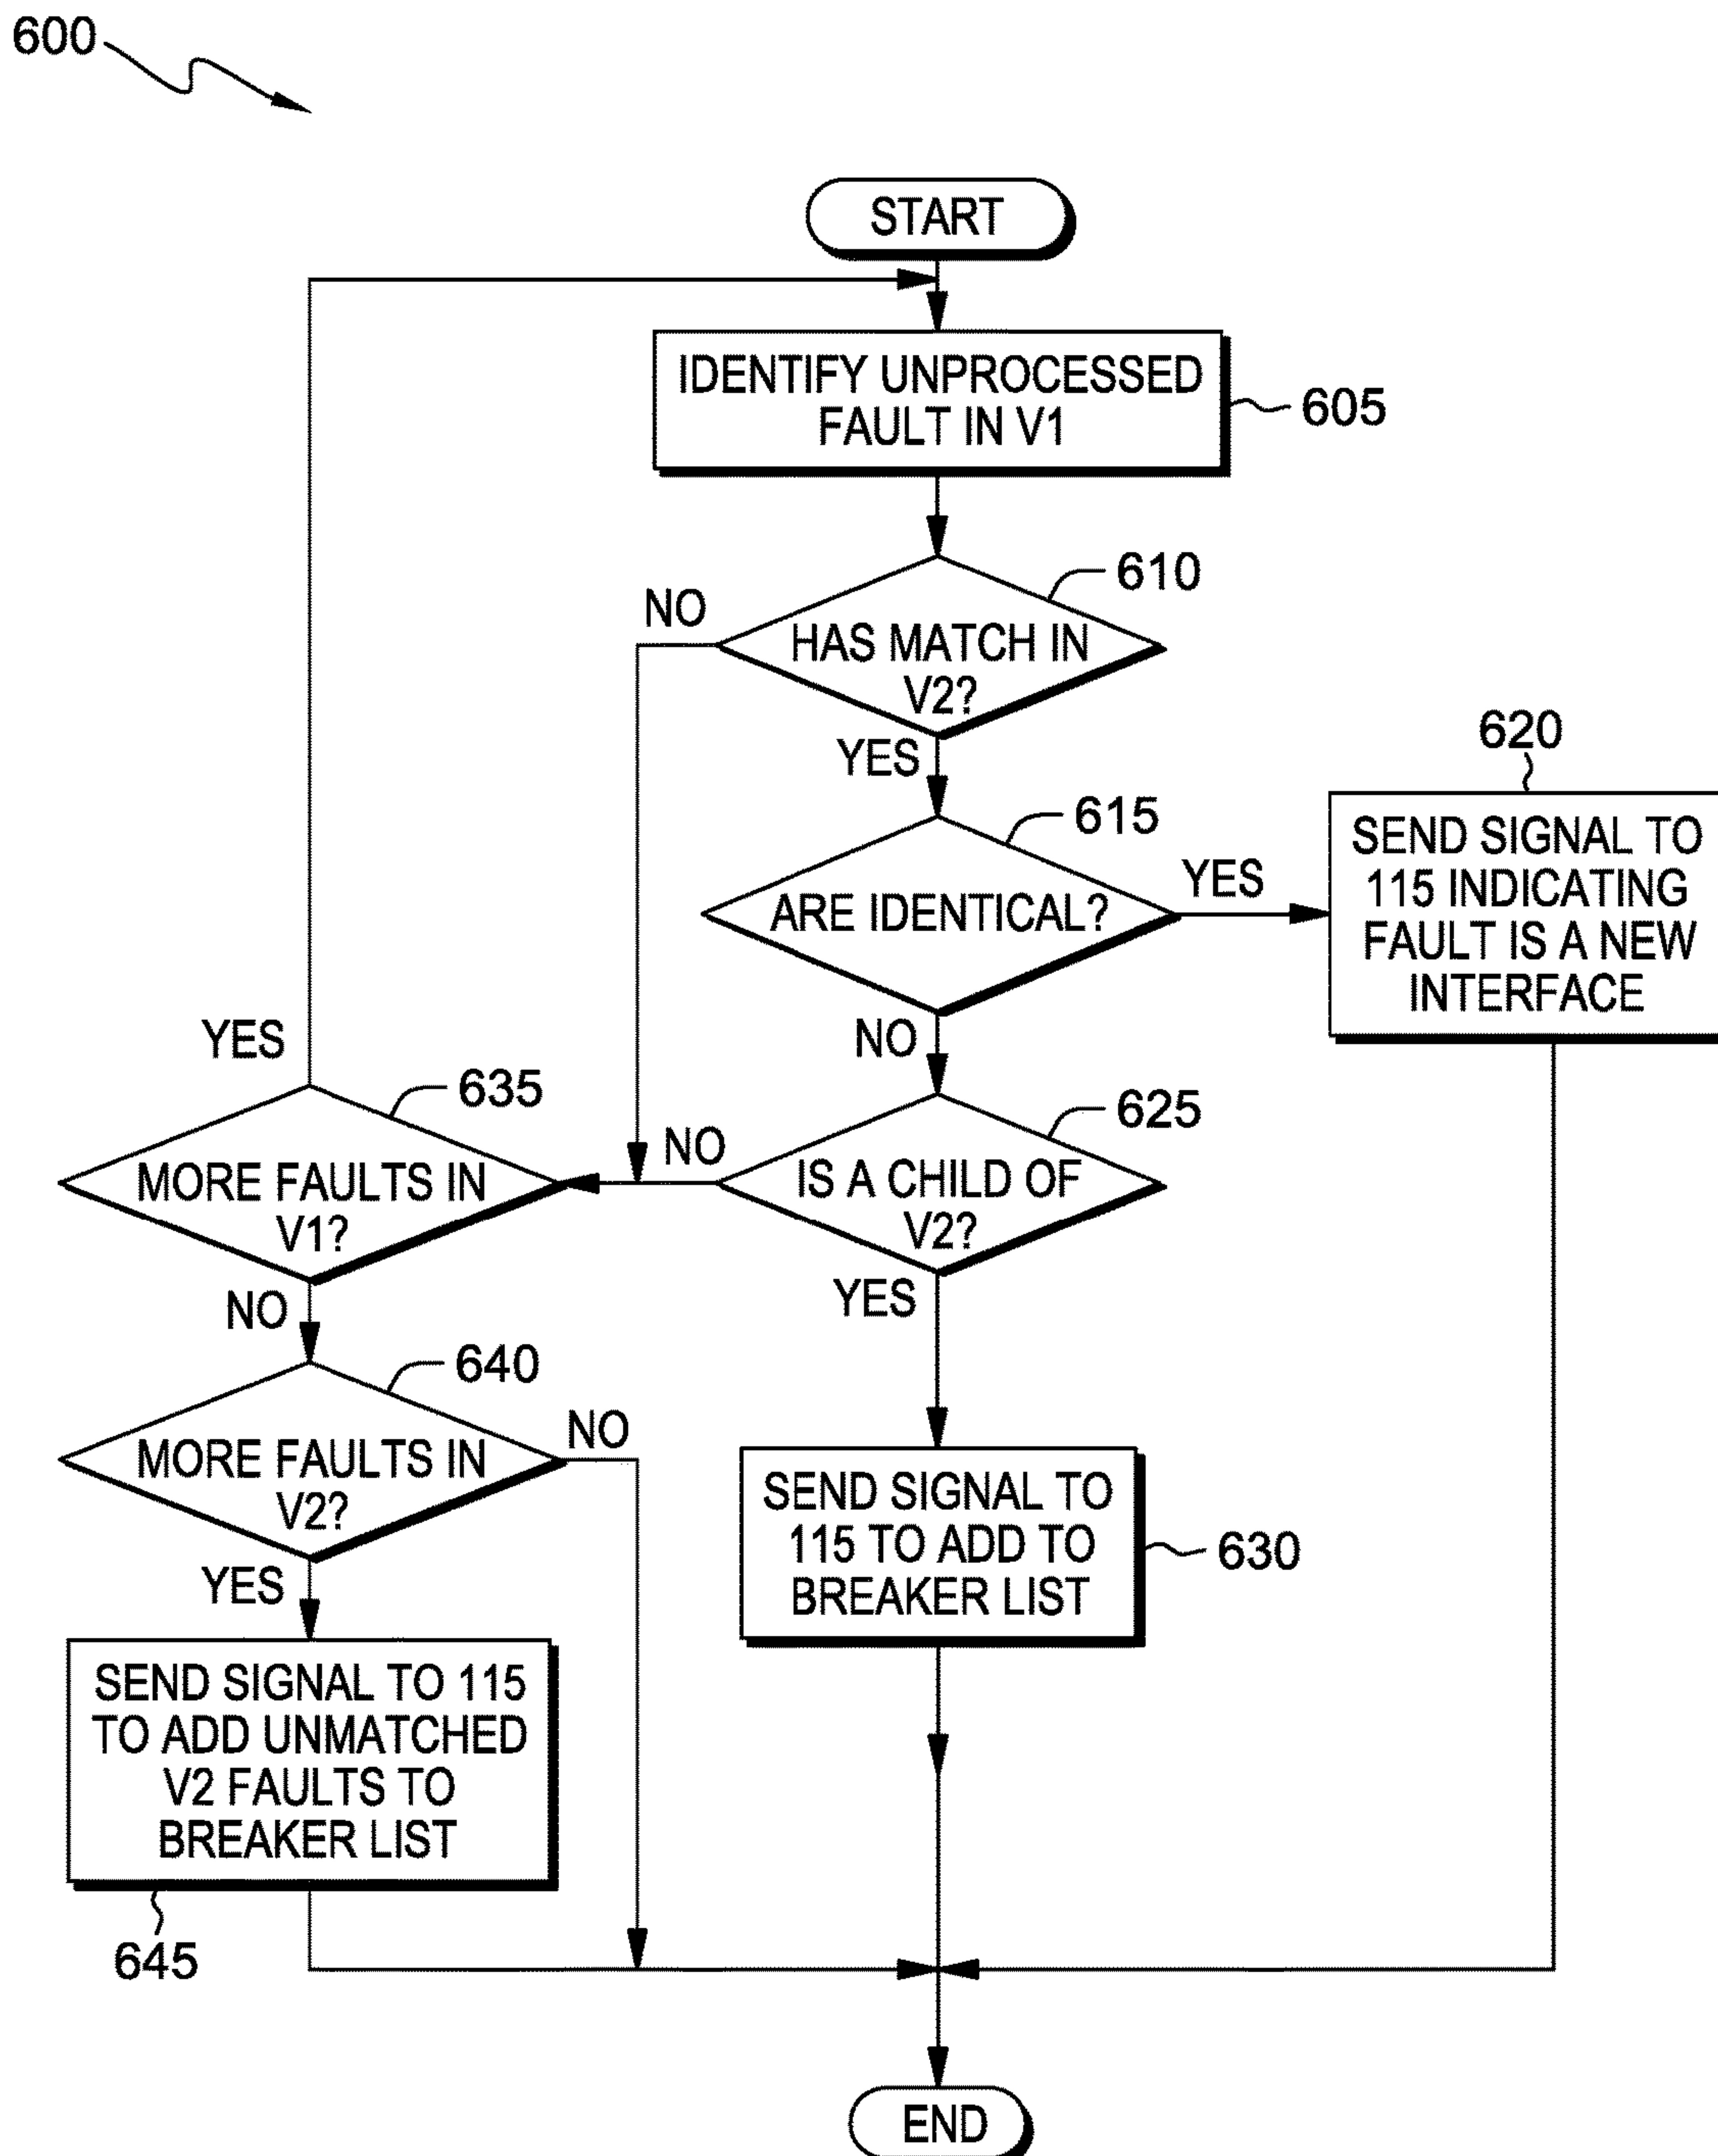 600
START
IDENTIFY UNPROCESSED
FAULT IN V1
605
610
NO
HAS MATCH IN
V2?
YES
620
615
ARE IDENTICAL?
YES
SEND SIGNAL TO
115 INDICATING
FAULT IS A NEW
INTERFACE
NO
YES
635
625
MORE FAULTS IN
V1?
NO
IS A CHILD OF
V2?
YES
NO
640
MORE FAULTS IN
V2?
NO
SEND SIGNAL TO
115 TO ADD TO
BREAKER LIST
630
YES
SEND SIGNAL TO 115
TO ADD UNMATCHED
V2 FAULTS TO
BREAKER LIST
645
END